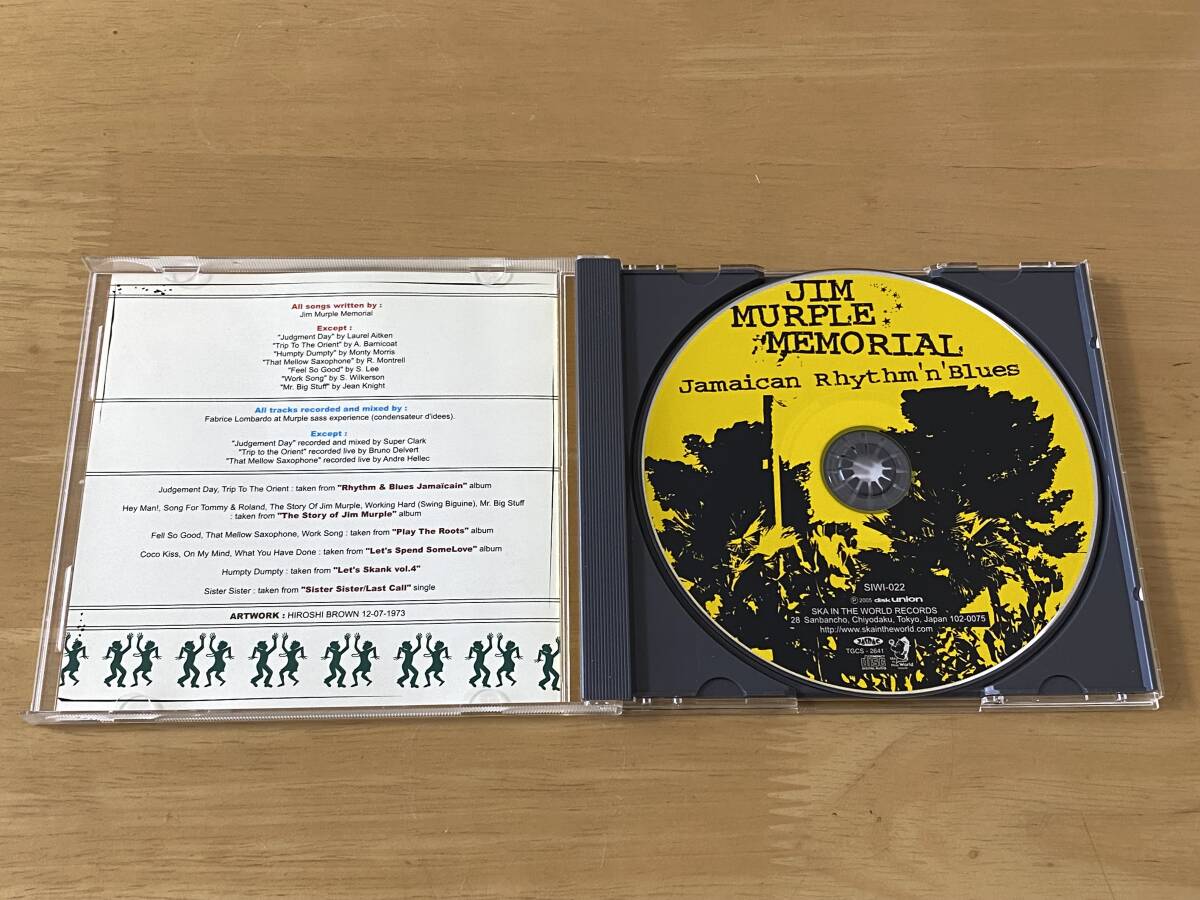 All songs written by :
Jim Murple Memorial
Except :
"Judgment Day" by Laurel Aitken
"Trip To The Orient" by A. Barnicoat
"Humpty Dumpty" by Monty Morris
"That Mellow Saxophone" by R. Montrell
"Feel So Good" by S. Lee
"Work Song" by S. Wilkerson
"Mr. Big Stuff" by Jean Knight
All tracks recorded and mixed by :
Fabrice Lombardo at Murple sass experience (condensateur d'idees).
Except :
"Judgement Day" recorded and mixed by Super Clark
"Trip to the Orient" recorded live by Bruno Delvert
"That Mellow Saxophone" recorded live by Andre Hellec
Judgement Day, Trip To The Orient : taken from "Rhythm & Blues Jamaïcain" album
Hey Man!, Song For Tommy & Roland, The Story Of Jim Murple, Working Hard (Swing Biguine), Mr. Big Stuff
: taken from "The Story of Jim Murple" album
Fell So Good, That Mellow Saxophone, Work Song : taken from "Play The Roots" album
Coco Kiss, On My Mind, What You Have Done : taken from "Let's Spend SomeLove" album
Humpty Dumpty : taken from "Let's Skank vol.4"
Sister Sister : taken from "Sister Sister/Last Call" single
ARTWORK : HIROSHI BROWN 12-07-1973
JIM
MURPLE
MEMORIAL
Jamaican Rhythm'n'Blues
SIWI-022
Ⓟ 2005 disk union
SKA IN THE WORLD RECORDS
28 Sanbancho, Chiyodaku, Tokyo, Japan 102-0075
http://www.skaintheworld.com
TGCS - 2641
COMPACT
disc
DIGITAL AUDIO